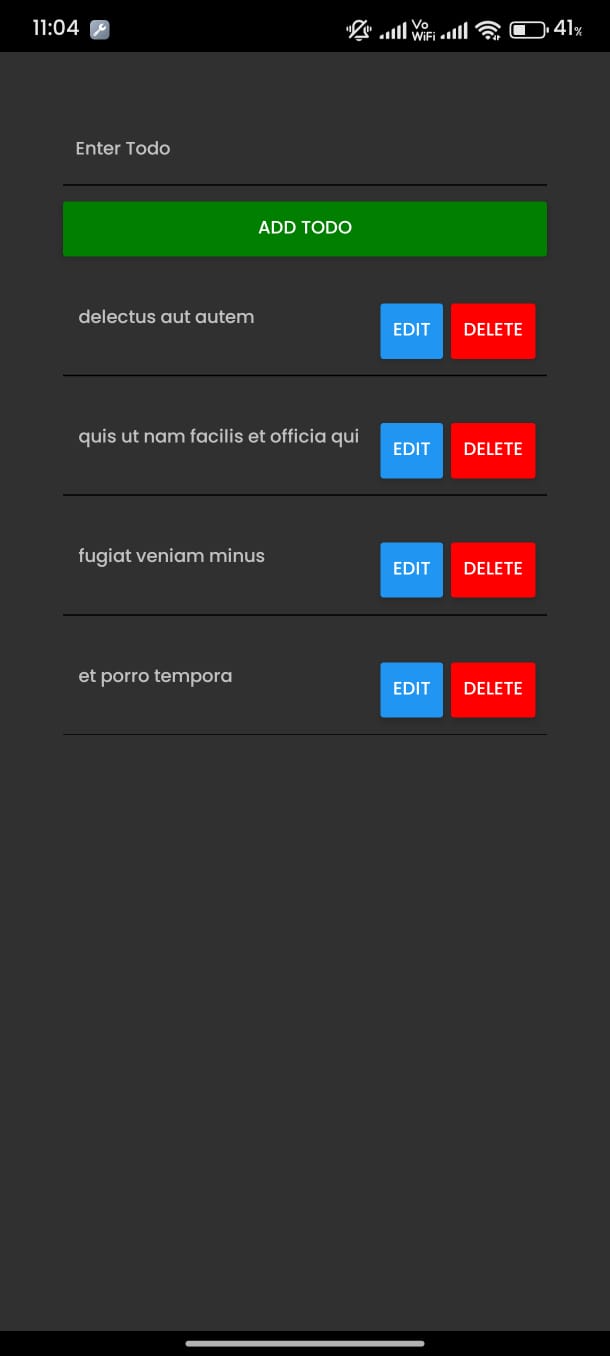 11:04 Vo WiFi 41%
Enter Todo
ADD TODO
delectus aut autem EDIT DELETE
quis ut nam facilis et officia qui EDIT DELETE
fugiat veniam minus EDIT DELETE
et porro tempora EDIT DELETE